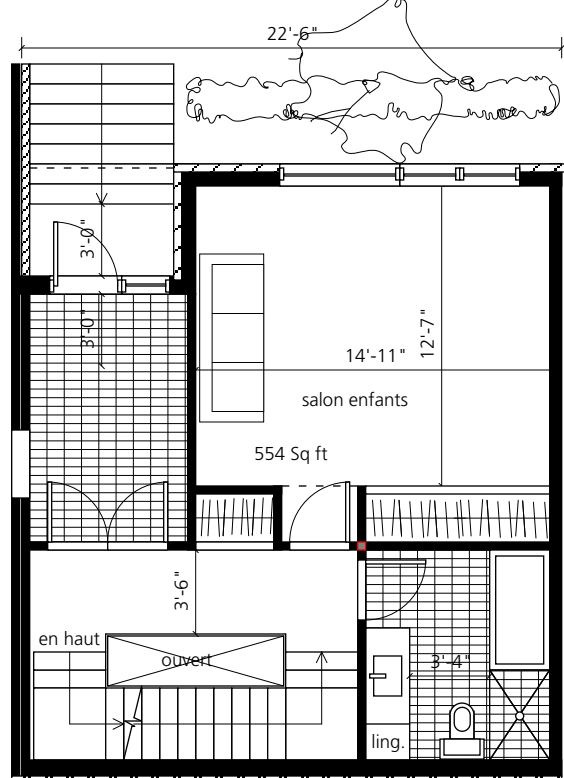 22'-6"
3'-0"
3'-0"
14'-11"
12'-7"
salon enfants
554 Sq ft
3'-6"
en haut
ouvert
3'-4"
ling.